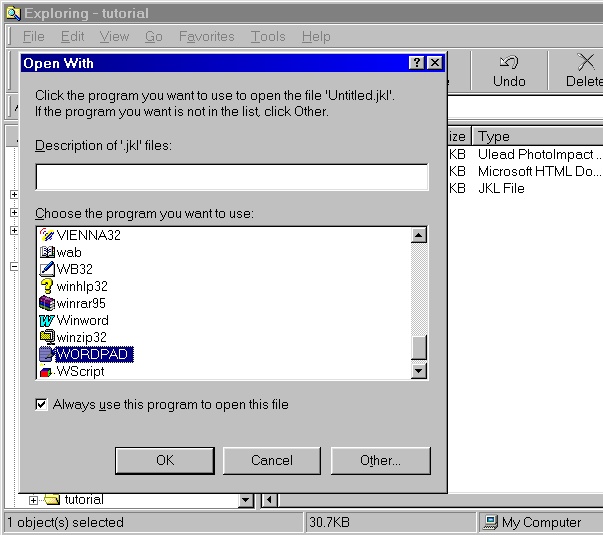 Exploring - tutorial
File Edit View Go Favorites Tools Help
Open With
Undo Delete
Click the program you want to use to open the file 'Untitled.jkl'.
If the program you want is not in the list, click Other.
Description of '.jkl' files:
Type
KB Ulead PhotoImpact ...
KB Microsoft HTML Do...
KB JKL File
Choose the program you want to use:
VIENNA32
wab
WB32
winhlp32
winrar95
Winword
winzip32
WORDPAD
WScript
Always use this program to open this file
OK Cancel Other...
tutorial
1 object(s) selected 30.7KB My Computer